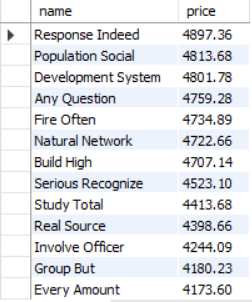 name price
Response Indeed 4897.36
Population Social 4813.68
Development System 4801.78
Any Question 4759.28
Fire Often 4734.89
Natural Network 4722.66
Build High 4707.14
Serious Recognize 4523.10
Study Total 4413.68
Real Source 4398.66
Involve Officer 4244.09
Group But 4180.23
Every Amount 4173.60